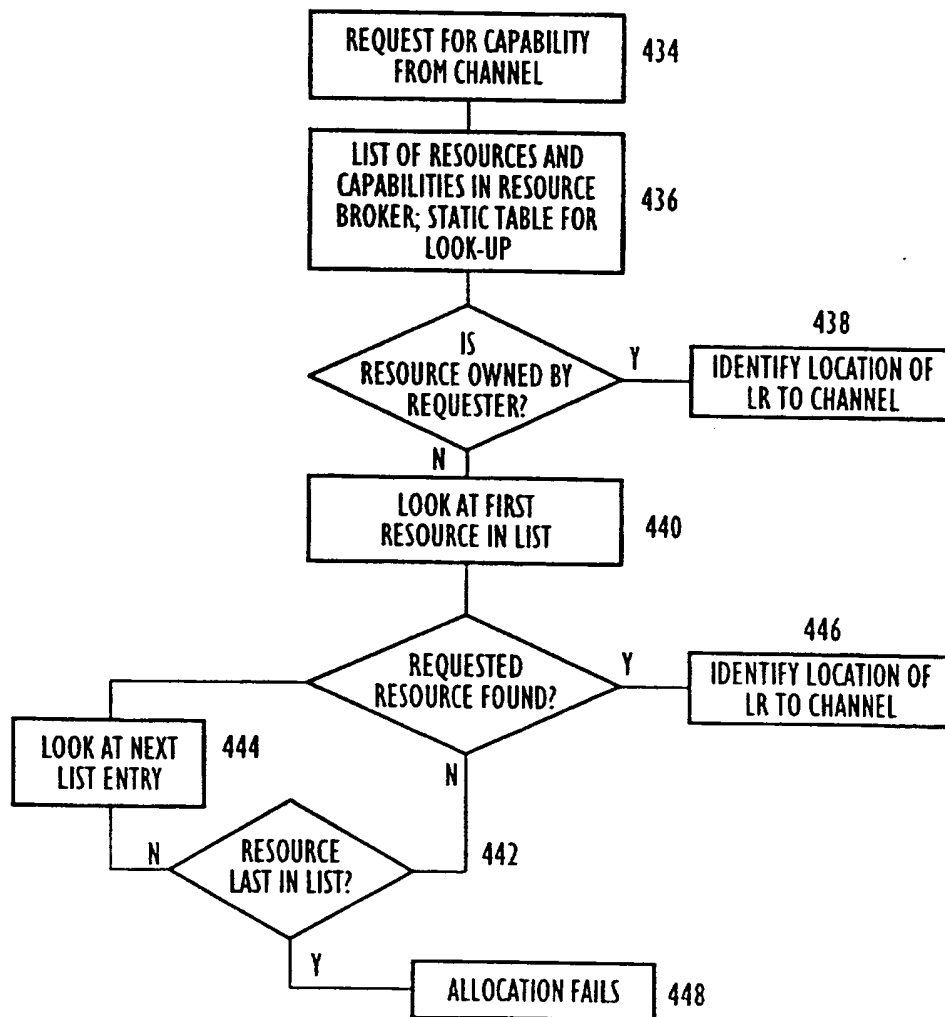 REQUEST FOR CAPABILITY
FROM CHANNEL
434
LIST OF RESOURCES AND
CAPABILITIES IN RESOURCE
BROKER; STATIC TABLE FOR
LOOK-UP
436
IS
RESOURCE OWNED BY
REQUESTER?
Y
438
IDENTIFY LOCATION OF
LR TO CHANNEL
N
LOOK AT FIRST
RESOURCE IN LIST
440
REQUESTED
RESOURCE FOUND?
Y
446
IDENTIFY LOCATION OF
LR TO CHANNEL
LOOK AT NEXT
LIST ENTRY
444
N
N
RESOURCE
LAST IN LIST?
442
Y
ALLOCATION FAILS
448